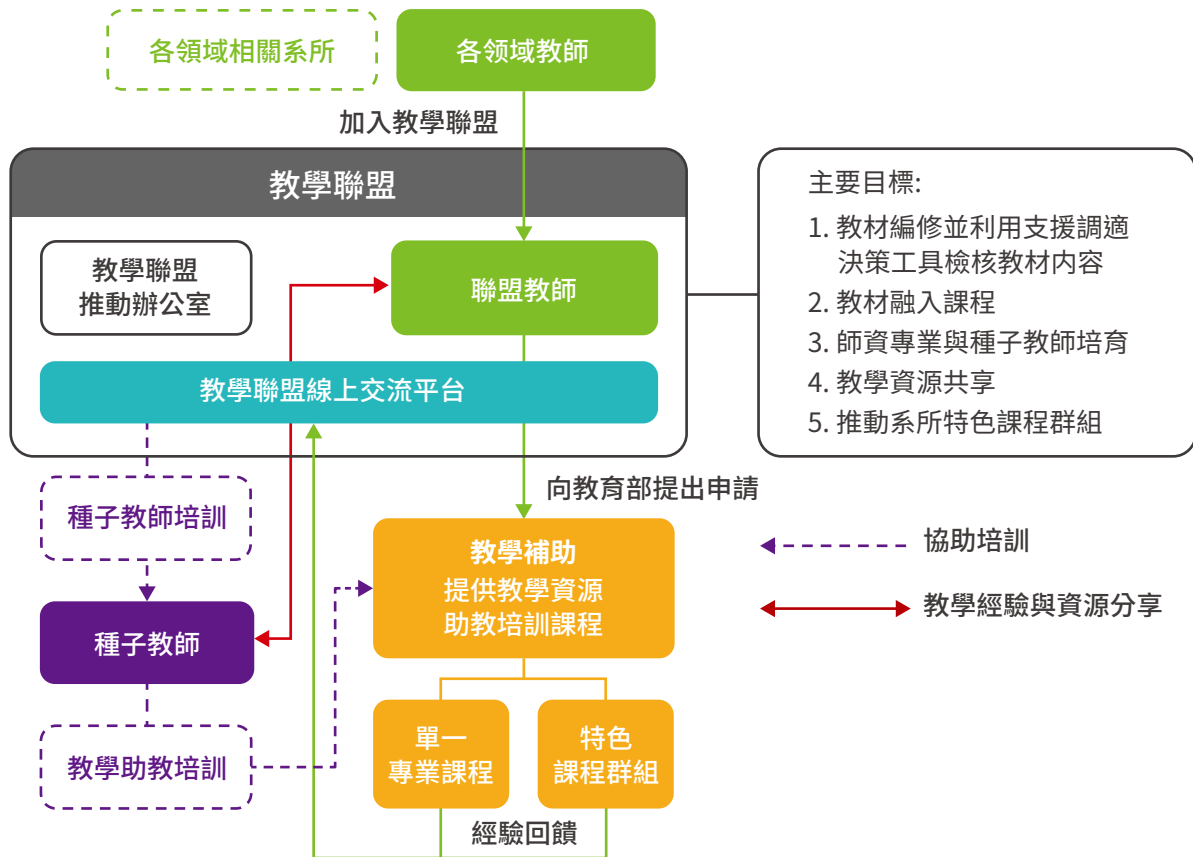 各領域相關系所
各领域教師
加入教學聯盟
教學聯盟
教學聯盟
推動辦公室
聯盟教師
教學聯盟線上交流平台
主要目標:
1. 教材編修並利用支援調適
決策工具檢核教材内容
2. 教材融入課程
3. 師資專業與種子教師培育
4. 教學資源共享
5. 推動系所特色課程群組
種子教師培訓
向教育部提出申請
教學補助
提供教學資源
助教培訓課程
協助培訓
教學經驗與資源分享
種子教師
教學助教培訓
單一
專業課程
特色
課程群組
經驗回饋